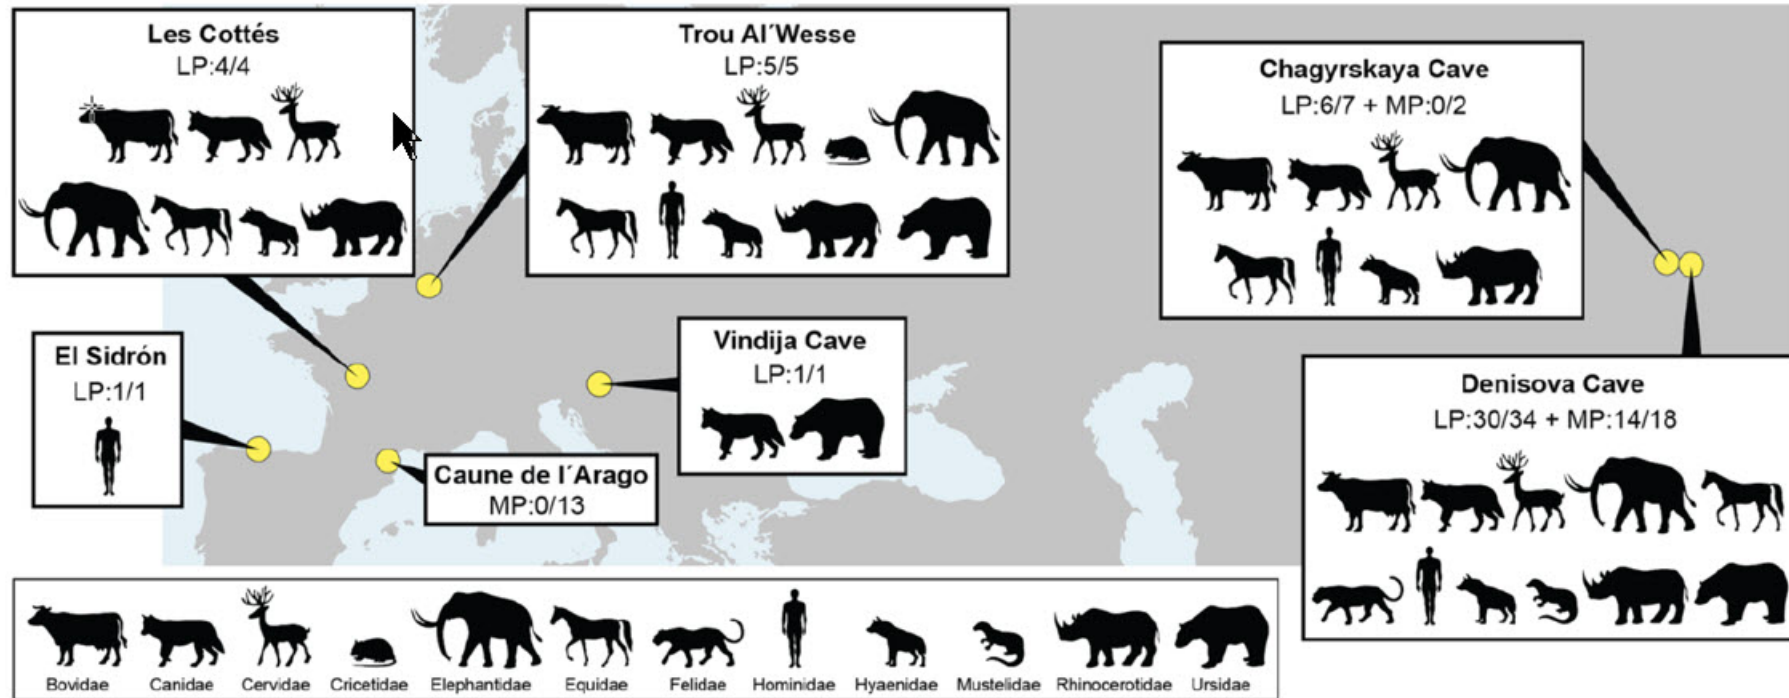 Les Cottés
LP:4/4
Trou Al´Wesse
LP:5/5
Chagyrskaya Cave
LP:6/7 + MP:0/2
El Sidrón
LP:1/1
Vindija Cave
LP:1/1
Caune de l´Arago
MP:0/13
Denisova Cave
LP:30/34 + MP:14/18
Bovidae
Canidae
Cervidae
Cricetidae
Elephantidae
Equidae
Felidae
Hominidae
Hyaenidae
Mustelidae
Rhinocerotidae
Ursidae